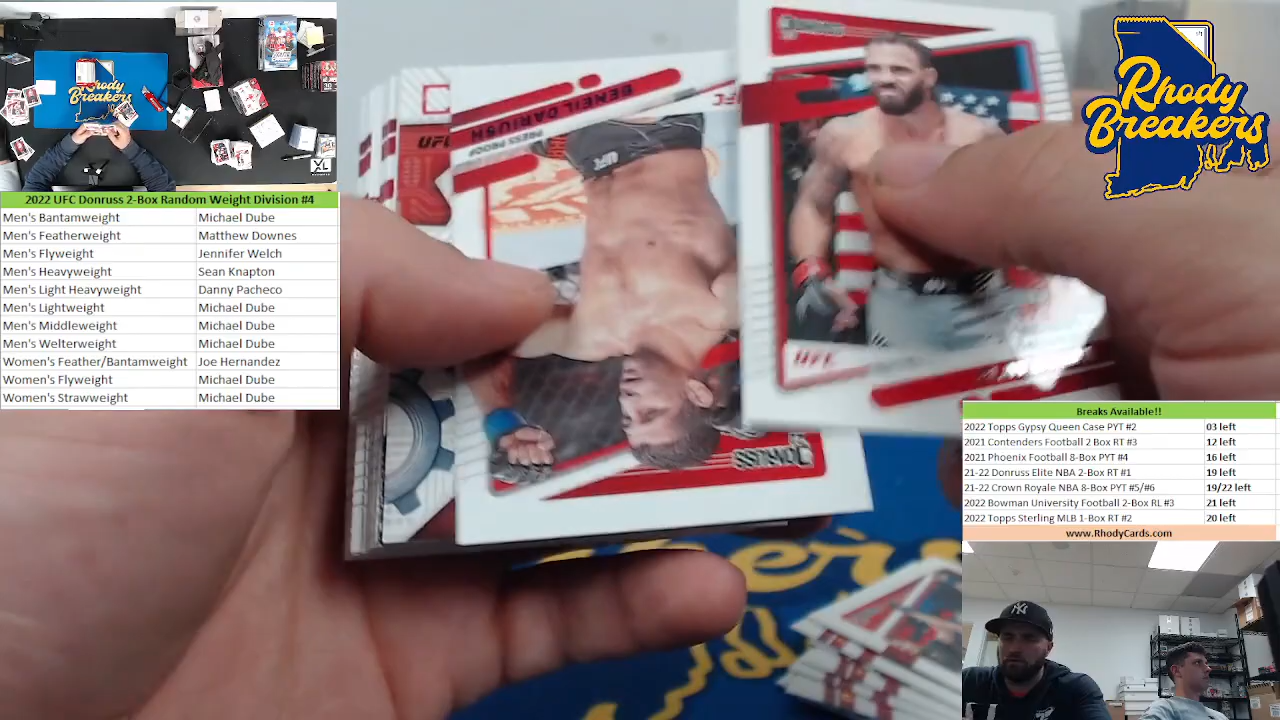 2022 UFC Donruss 2-Box Random Weight Division #4
Men's Bantamweight Michael Dube
Men's Featherweight Matthew Downes
Men's Flyweight Jennifer Welch
Men's Heavyweight Sean Knapton
Men's Light Heavyweight Danny Pacheco
Men's Lightweight Michael Dube
Men's Middleweight Michael Dube
Men's Welterweight Michael Dube
Women's Feather/Bantamweight Joe Hernandez
Women's Flyweight Michael Dube
Women's Strawweight Michael Dube
Rhody
Breakers
UFC
BENEIL DARIUSH
PRESS PROOF
UFC
DONRUSS
UFC
Rhody
Breakers
Breaks Available!!
2022 Topps Gypsy Queen Case PYT #2 03 left
2021 Contenders Football 2 Box RT #3 12 left
2021 Phoenix Football 8-Box PYT #4 16 left
21-22 Donruss Elite NBA 2-Box RT #1 19 left
21-22 Crown Royale NBA 8-Box PYT #5/#6 19/22 left
2022 Bowman University Football 2-Box RL #3 21 left
2022 Topps Sterling MLB 1-Box RT #2 20 left
www.RhodyCards.com